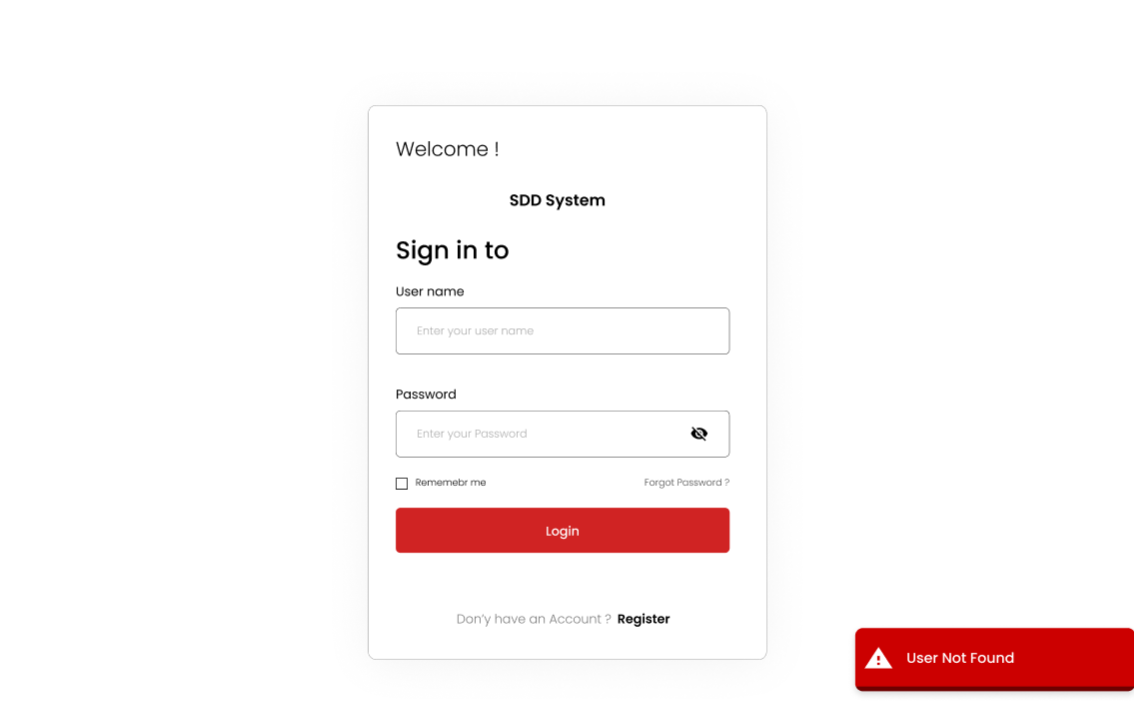 Welcome !
SDD System
Sign in to
User name
Enter your user name
Password
Enter your Password
Rememebr me
Forgot Password ?
Login
Don'y have an Account ? Register
User Not Found